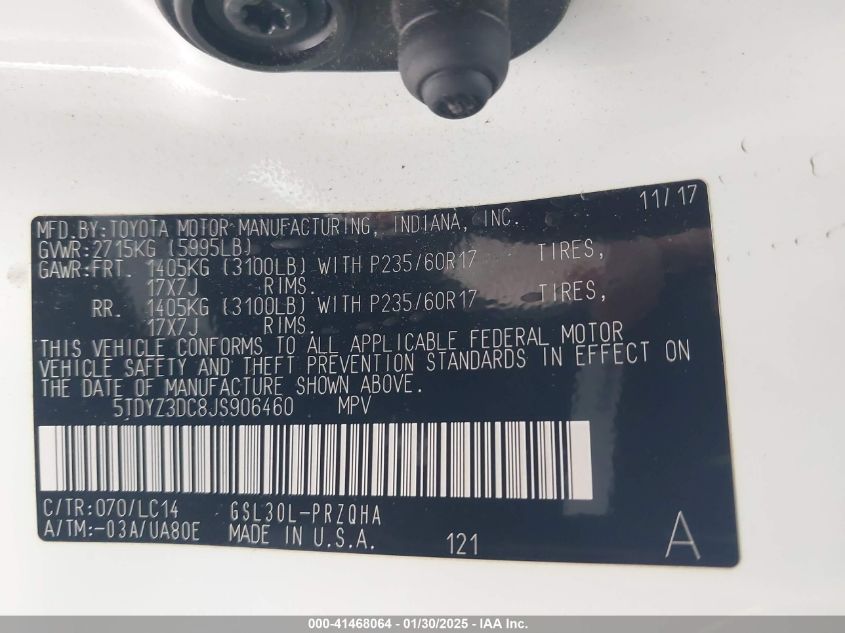 11/17
MFD.BY:TOYOTA MOTOR MANUFACTURING, INDIANA, INC.
GVWR:2715KG (5995LB)
GAWR:FRT. 1405KG (3100LB) WITH P235/60R17 TIRES,
17X7J RIMS.
RR. 1405KG (3100LB) WITH P235/60R17 TIRES,
17X7J RIMS.
THIS VEHICLE CONFORMS TO ALL APPLICABLE FEDERAL MOTOR
VEHICLE SAFETY AND THEFT PREVENTION STANDARDS IN EFFECT ON
THE DATE OF MANUFACTURE SHOWN ABOVE.
5TDYZ3DC8JS906460 MPV
C/TR:070/LC14 GSL30L-PRZQHA
A/TM:-03A/UA80E MADE IN U.S.A. 121 A
000-41468064 - 01/30/2025 - IAA Inc.